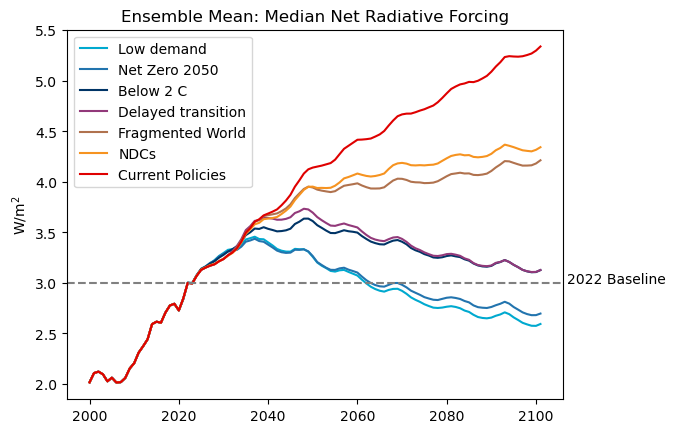 Ensemble Mean: Median Net Radiative Forcing
W/m²
5.5
5.0
4.5
4.0
3.5
3.0
2.5
2.0
Low demand
Net Zero 2050
Below 2 C
Delayed transition
Fragmented World
NDCs
Current Policies
2022 Baseline
2000 2020 2040 2060 2080 2100